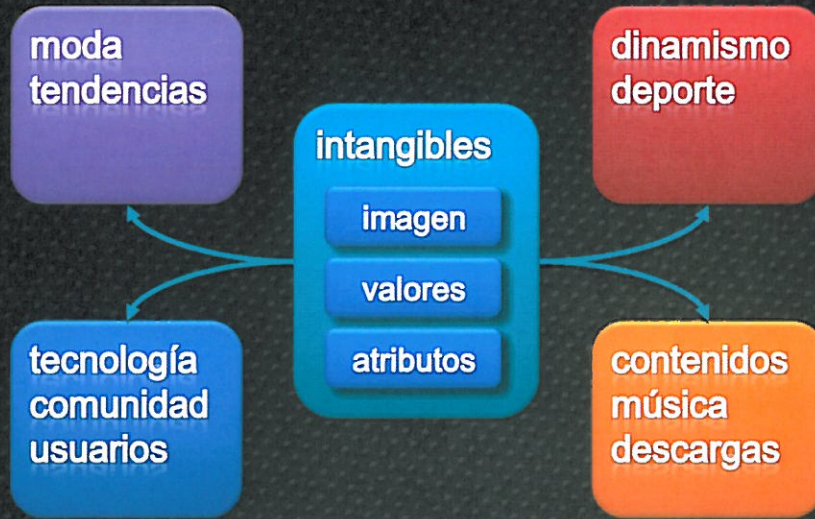 moda
tendencias
dinamismo
deporte
intangibles
imagen
valores
atributos
tecnología
comunidad
usuarios
contenidos
música
descargas